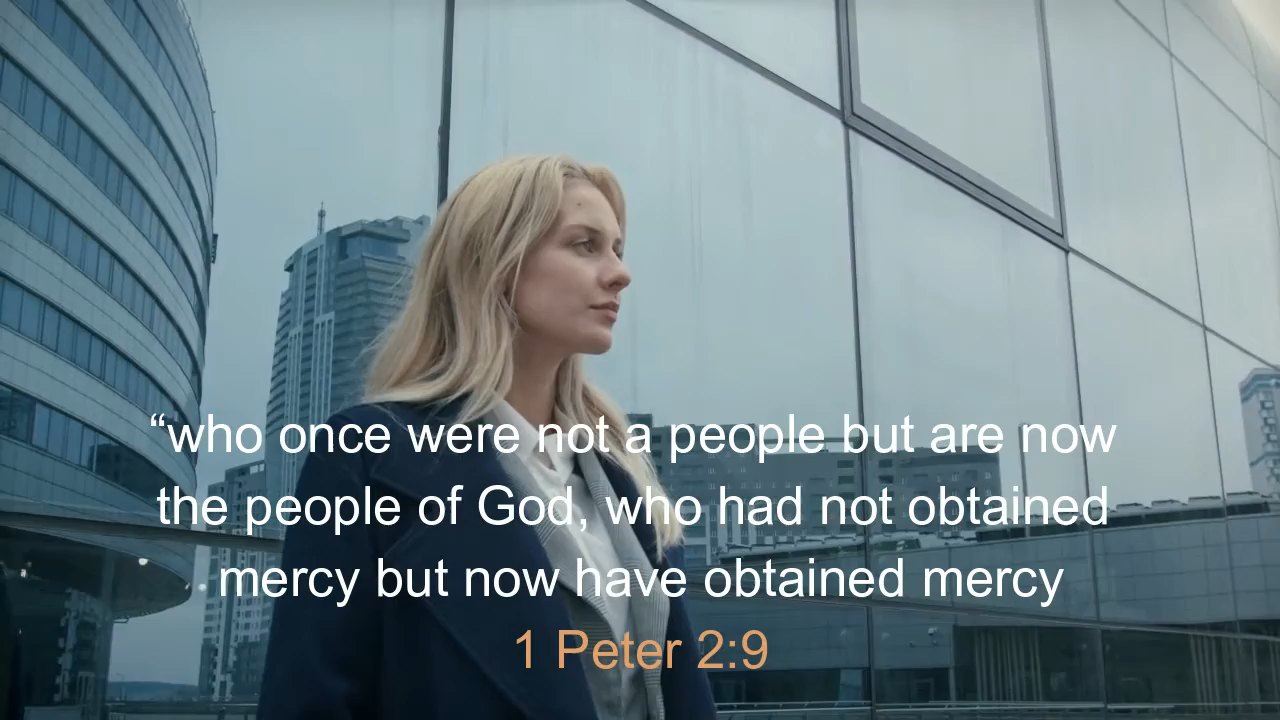 “who once were not a people but are now
the people of God, who had not obtained
mercy but now have obtained mercy
1 Peter 2:9